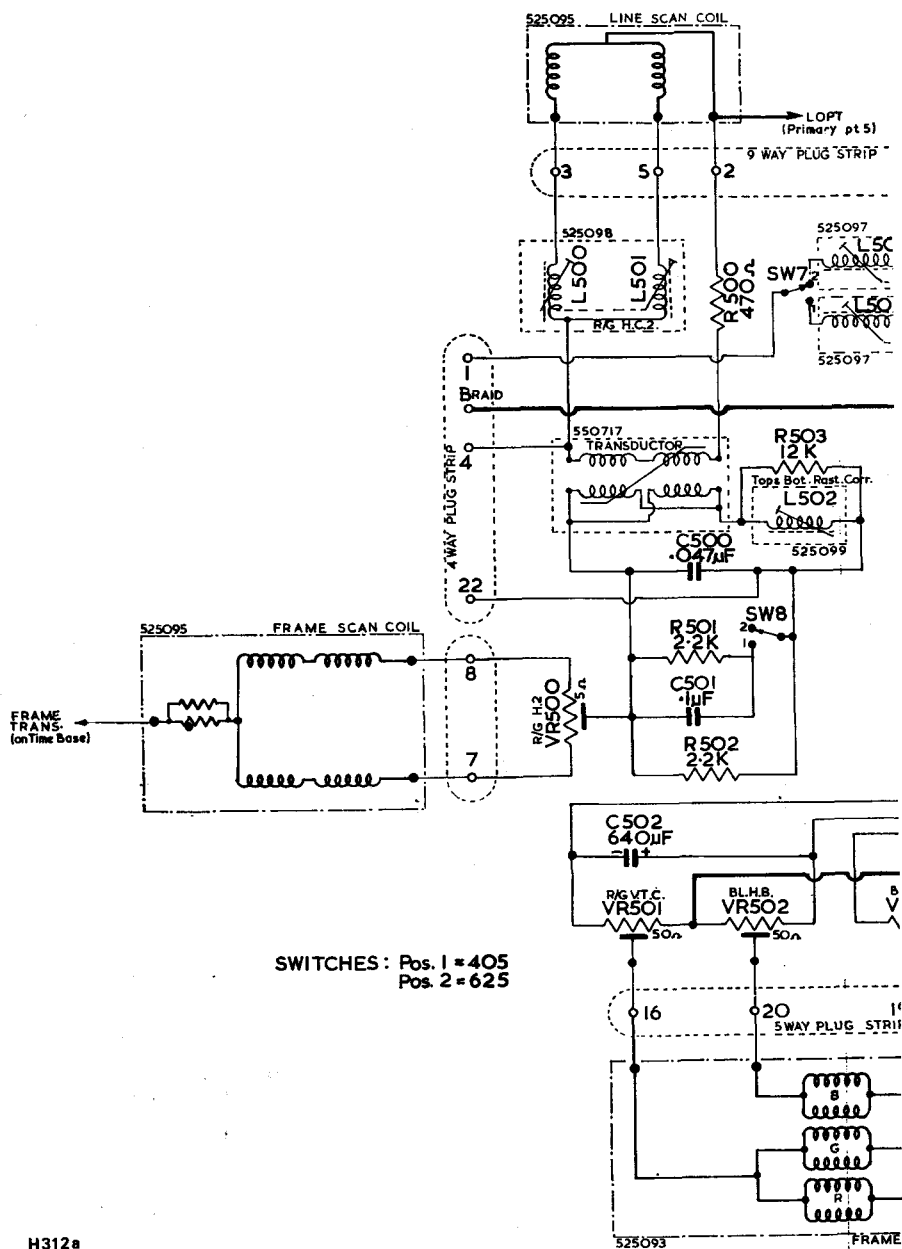 525095 LINE SCAN COIL
LOPT
(Primary pt 5)
9 WAY PLUG STRIP
3 5 2
525098
L500 L501
R/G H.C.2.
R500
470Ω
SW7
2
1
525097
525097
1
BRAID
4
22
4 WAY PLUG STRIP
550717
TRANSDUCTOR
R503
12K
Tops Bot. Rast. Corr.
L502
525099
C500
.047µF
SW8
2
1
R501
2.2K
C501
.1µF
R502
2.2K
525095 FRAME SCAN COIL
8
7
R/G H.2
VR500
5Ω
FRAME
TRANS.
(on Time Base)
C502
640µF
- +
R/G V.T.C.
VR501
50Ω
BL.H.B.
VR502
50Ω
SWITCHES: Pos. 1 = 405
Pos. 2 = 625
16 20
5 WAY PLUG STRIP
B
G
R
525093 FRAME
H312a